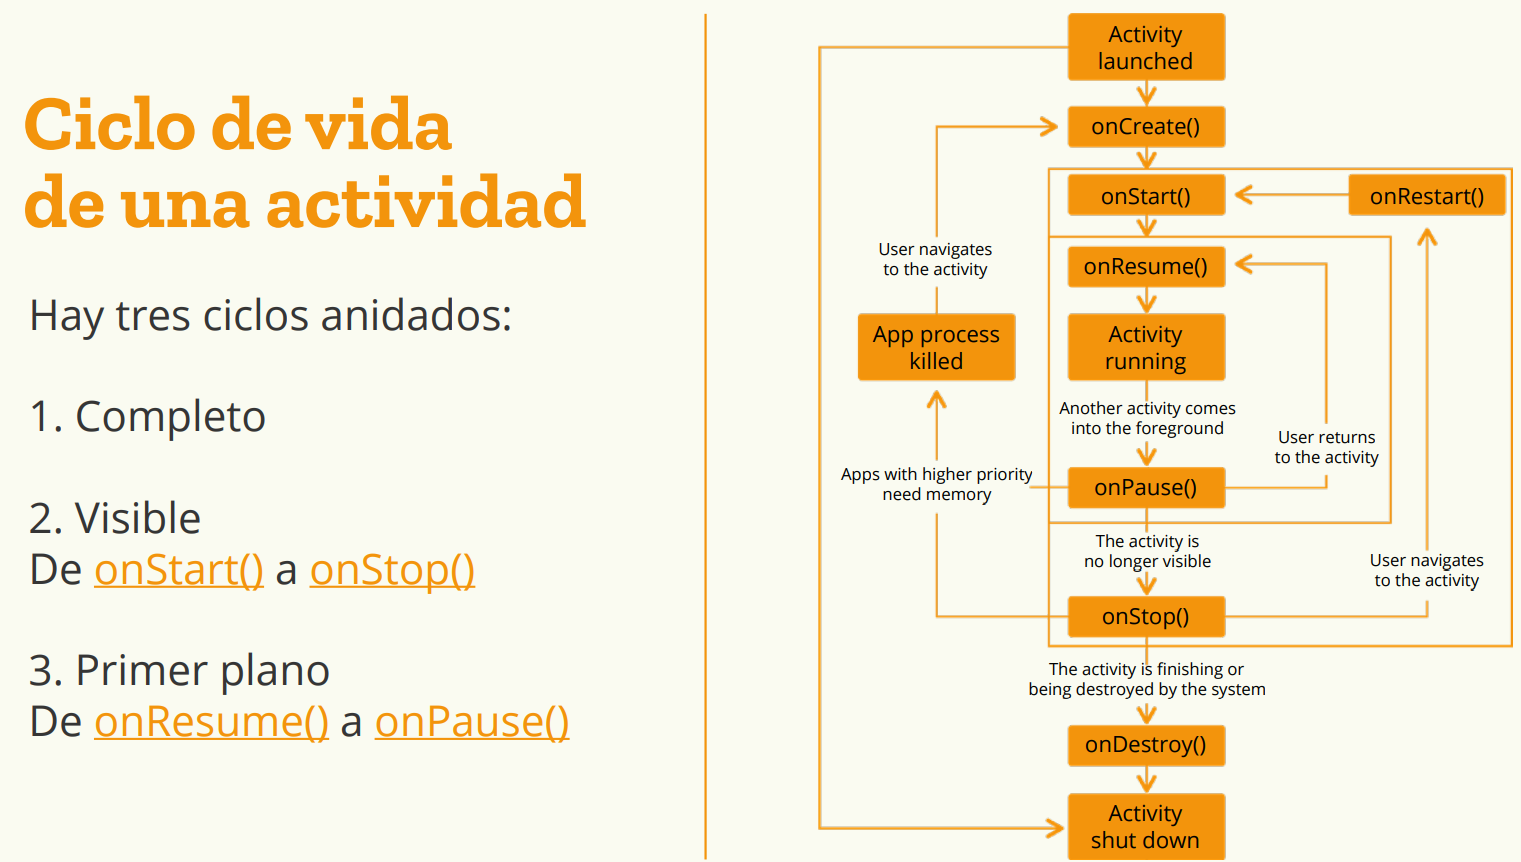 Ciclo de vida
de una actividad
Hay tres ciclos anidados:
1. Completo
2. Visible
De onStart() a onStop()
3. Primer plano
De onResume() a onPause()
Activity
launched
onCreate()
onStart()
onRestart()
User navigates
to the activity
onResume()
App process
killed
Activity
running
Another activity comes
into the foreground
User returns
to the activity
Apps with higher priority
need memory
onPause()
The activity is
no longer visible
User navigates
to the activity
onStop()
The activity is finishing or
being destroyed by the system
onDestroy()
Activity
shut down